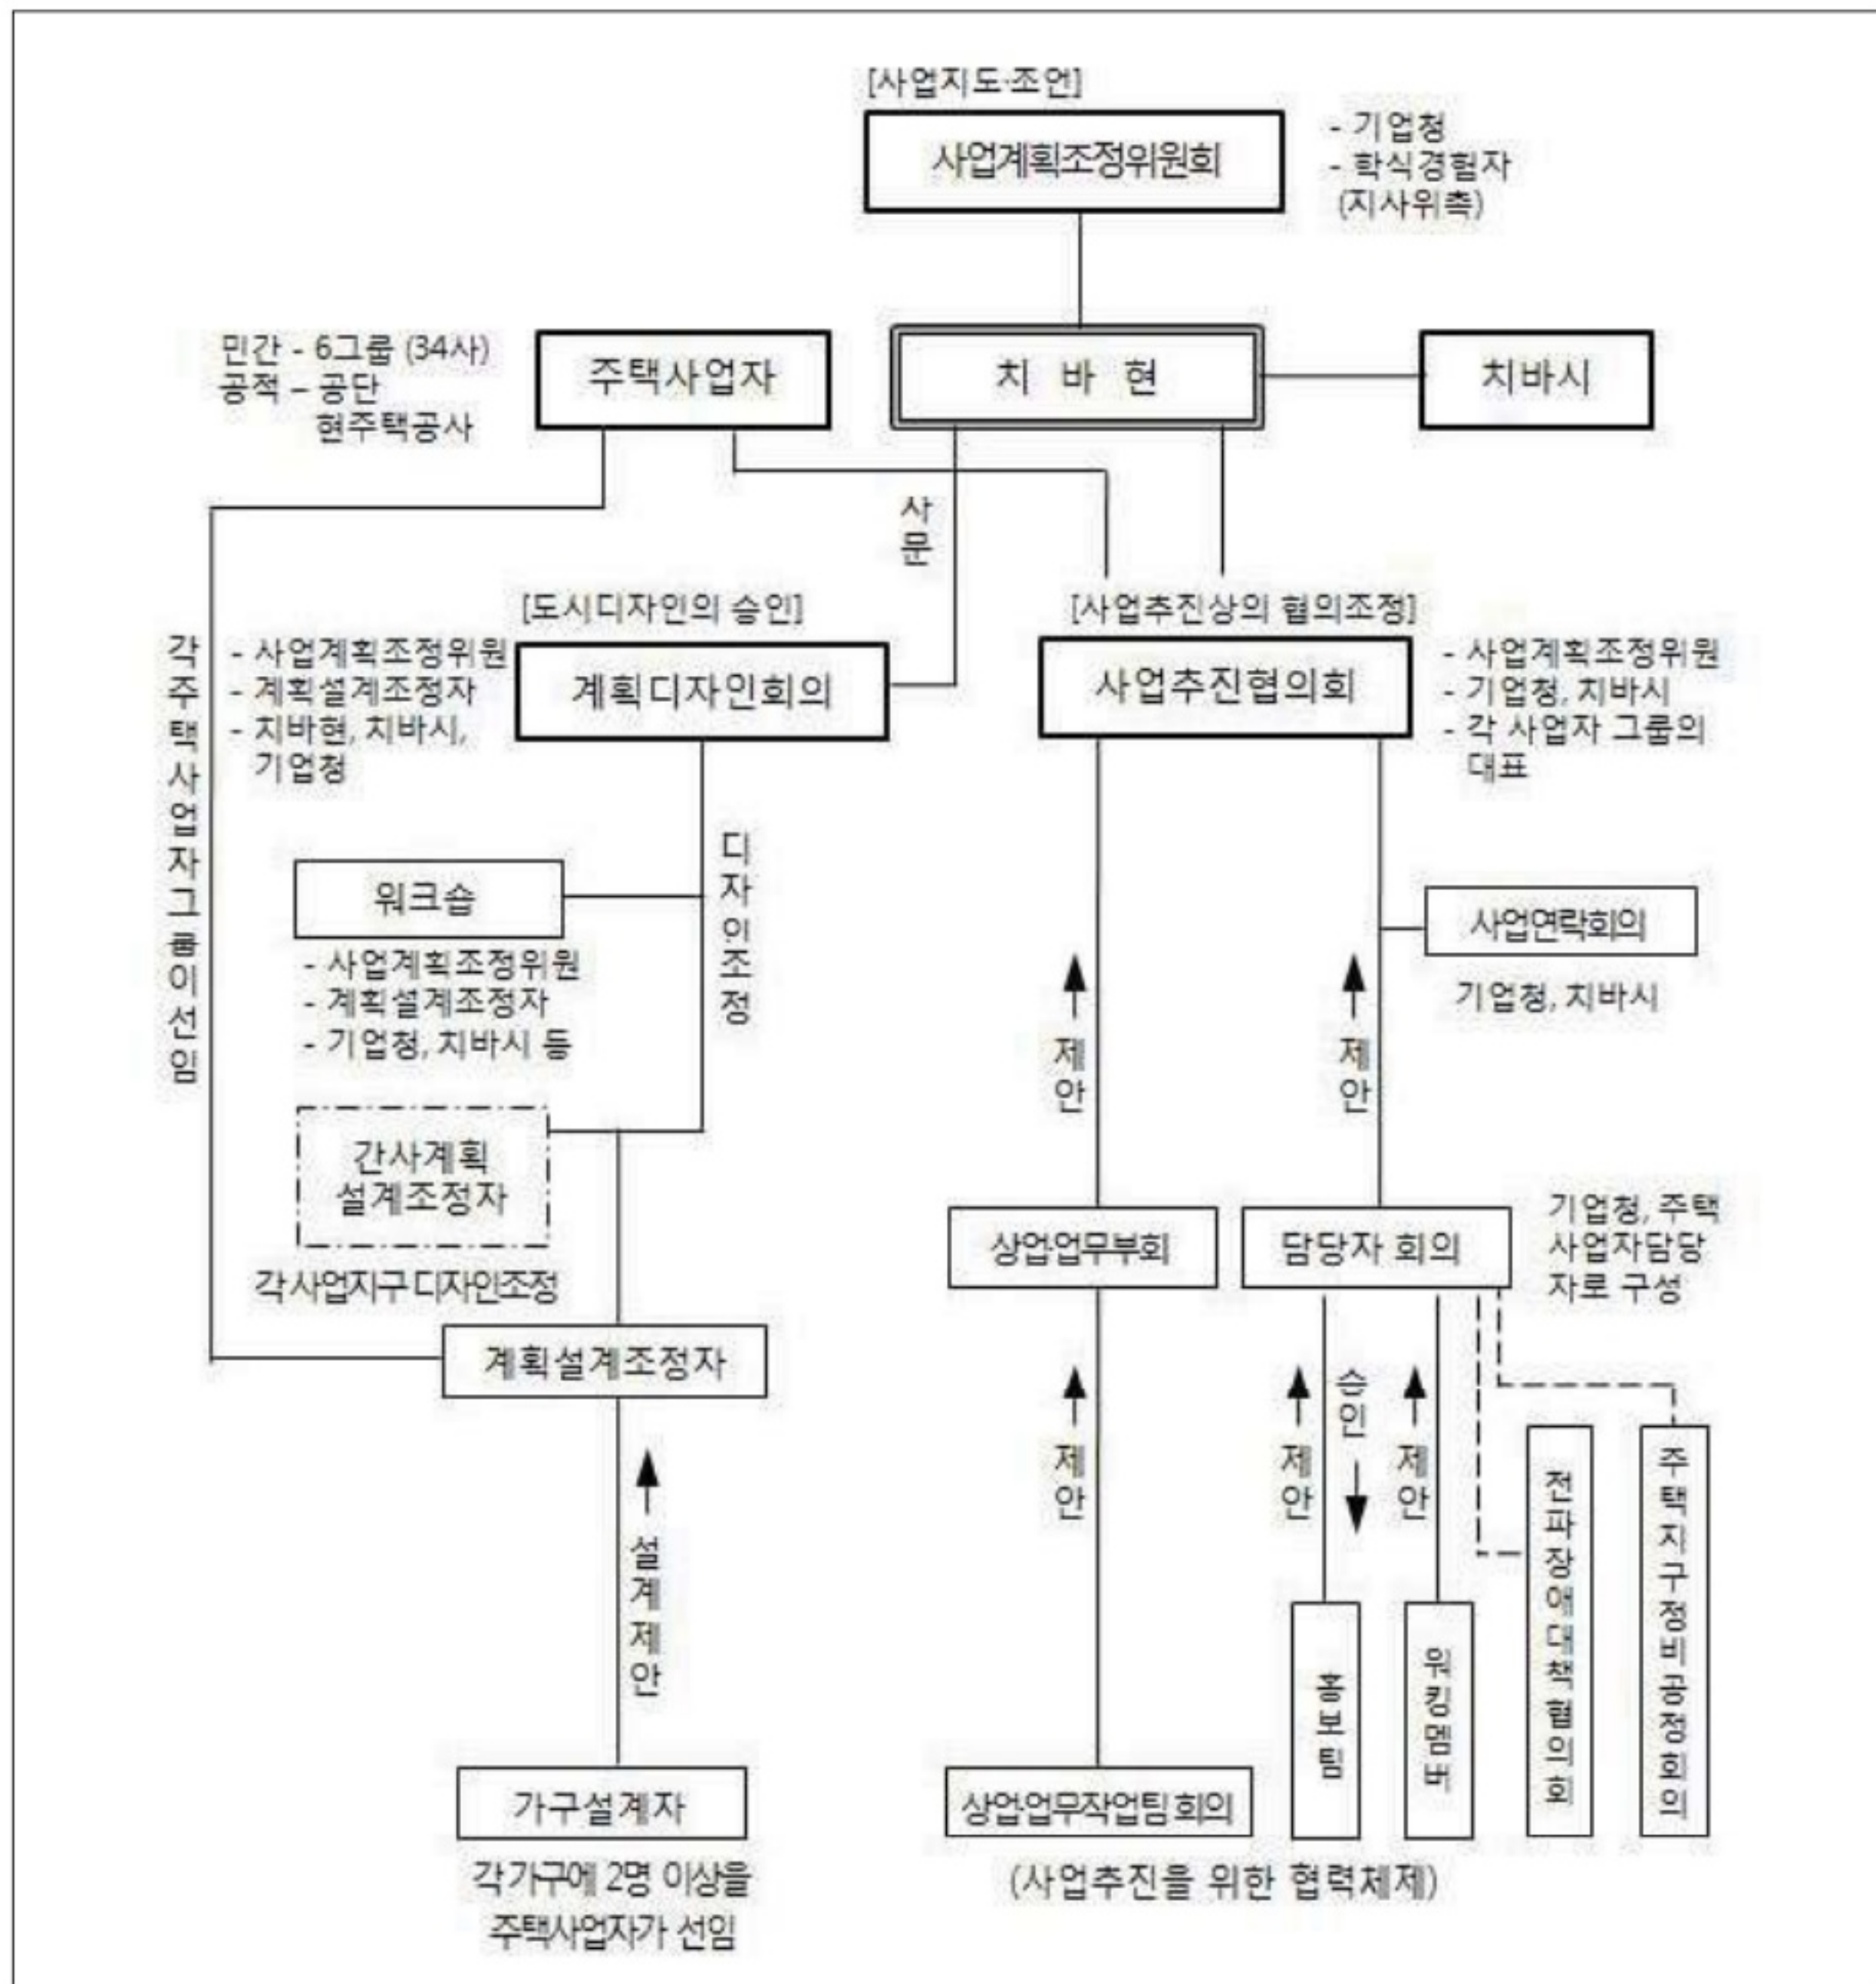 [사업지도·조언]
사업계획조정위원회
- 기업청
- 학식경험자
(지사위촉)
민간 - 6그룹 (34사)
공적 – 공단
현주택공사
주택사업자
치 바 현
치바시
사문
[도시디자인의 승인]
[사업추진상의 협의조정]
각주택사업자그룹이선임
- 사업계획조정위원
- 계획설계조정자
- 치바현, 치바시,
기업청
계획디자인회의
사업추진협의회
- 사업계획조정위원
- 기업청, 치바시
- 각 사업자 그룹의
대표
디자인조정
워크숍
- 사업계획조정위원
- 계획설계조정자
- 기업청, 치바시 등
사업연락회의
기업청, 치바시
제안
제안
간사계획
설계조정자
각 사업지구 디자인조정
상업·업무부회
담당자 회의
기업청, 주택
사업자담당
자로 구성
계획설계조정자
설계제안
제안
제안
승인
제안
홍보팀
워킹멤버
전파장애대책협의회
주택지구정비공정회의
가구설계자
각 가구에 2명 이상을
주택사업자가 선임
상업·업무작업팀 회의
(사업추진을 위한 협력체제)